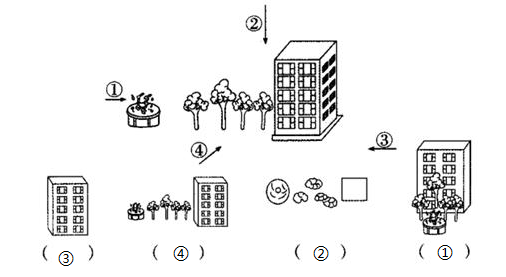 ②
①
③
④
( ③ ) ( ④ ) ( ② ) ( ① )